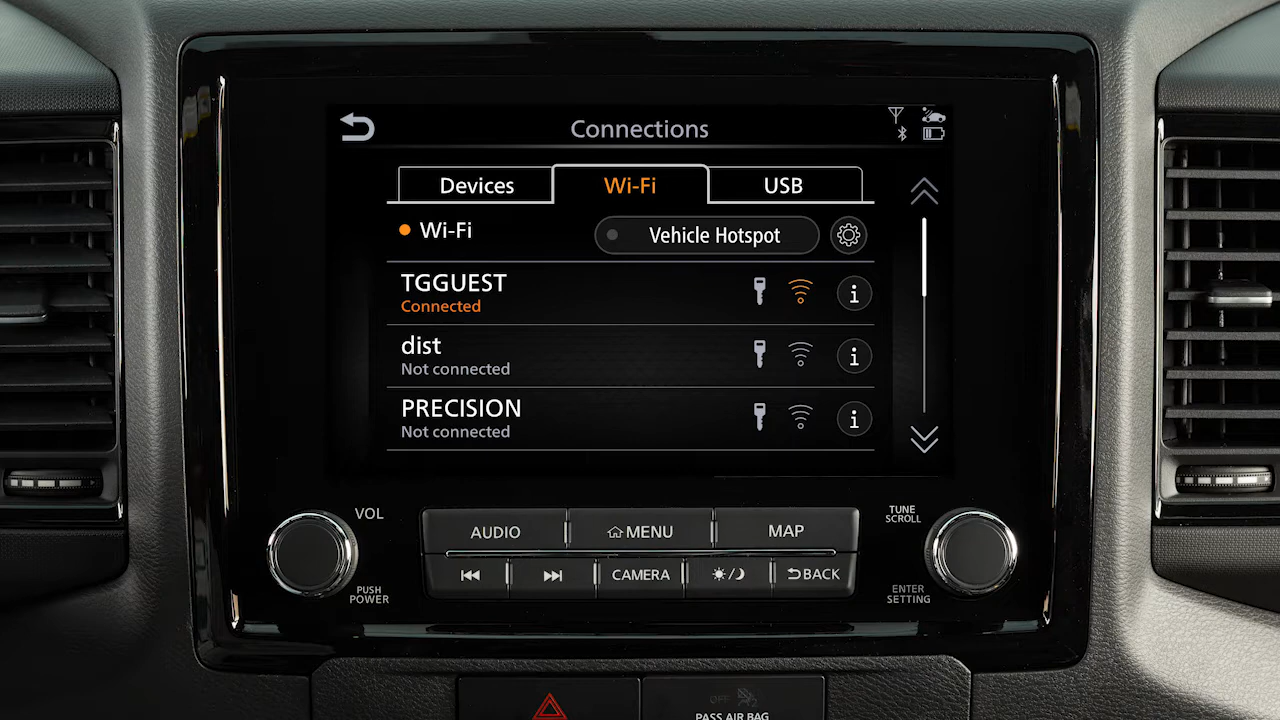 Connections
Devices Wi-Fi USB
Wi-Fi Vehicle Hotspot
TGGUEST
Connected
dist
Not connected
PRECISION
Not connected
VOL
PUSH
POWER
AUDIO MENU MAP
CAMERA BACK
TUNE
SCROLL
ENTER
SETTING
OFF
PASS AIR BAG